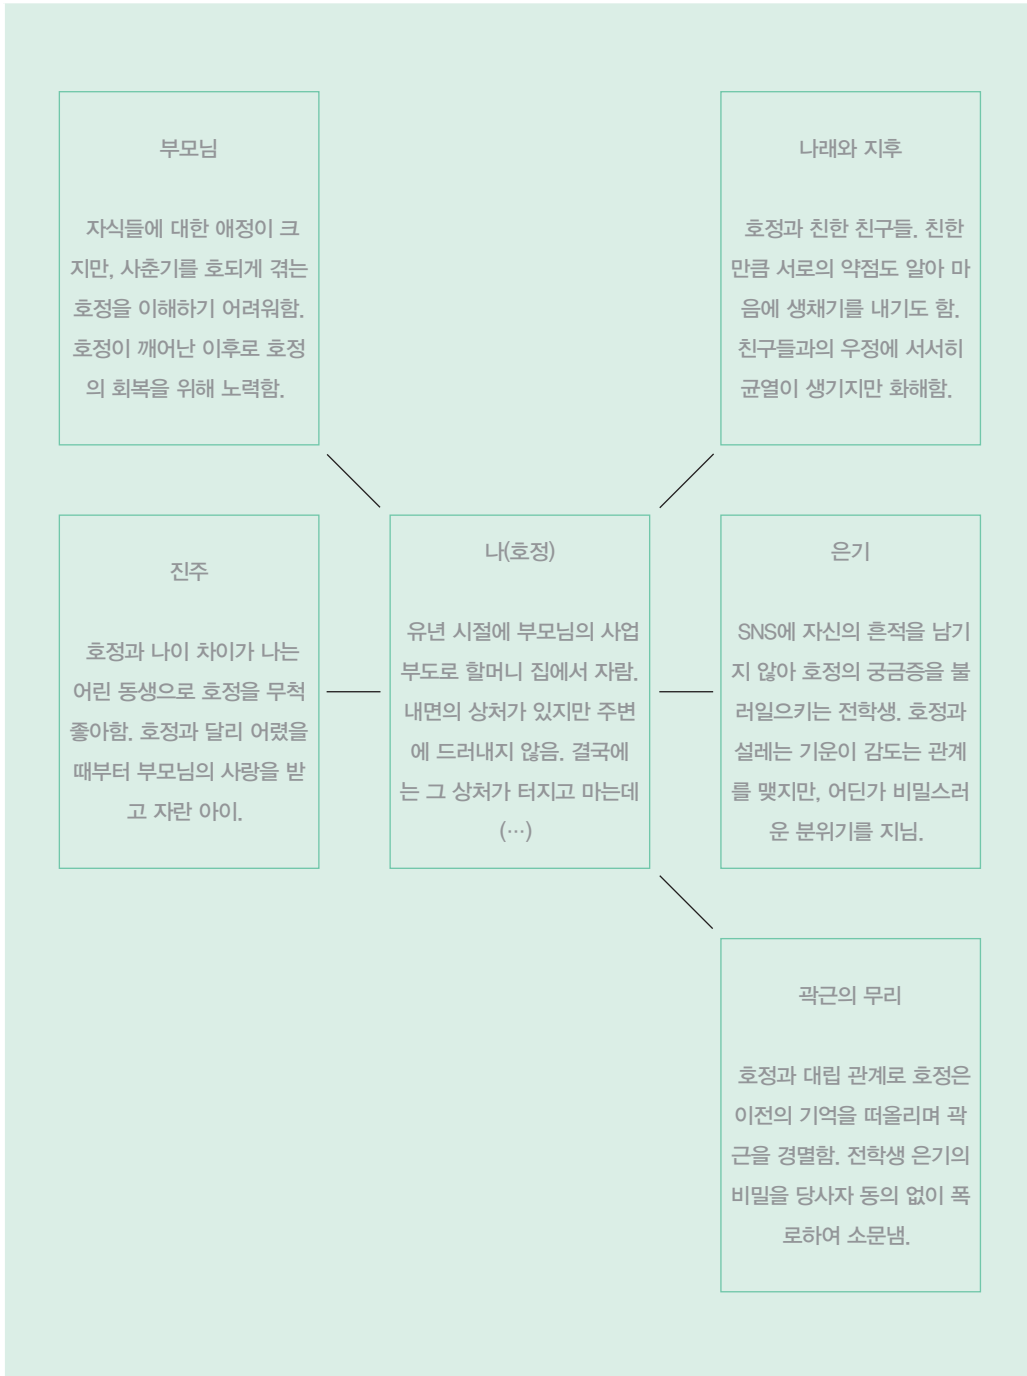 부모님
자식들에 대한 애정이 크
지만, 사춘기를 호되게 겪는
호정을 이해하기 어려워함.
호정이 깨어난 이후로 호정
의 회복을 위해 노력함.
나래와 지후
호정과 친한 친구들. 친한
만큼 서로의 약점도 알아 마
음에 생채기를 내기도 함.
친구들과의 우정에 서서히
균열이 생기지만 화해함.
진주
호정과 나이 차이가 나는
어린 동생으로 호정을 무척
좋아함. 호정과 달리 어렸을
때부터 부모님의 사랑을 받
고 자란 아이.
나(호정)
유년 시절에 부모님의 사업
부도로 할머니 집에서 자람.
내면의 상처가 있지만 주변
에 드러내지 않음. 결국에
는 그 상처가 터지고 마는데
(…)
은기
SNS에 자신의 흔적을 남기
지 않아 호정의 궁금증을 불
러일으키는 전학생. 호정과
설레는 기운이 감도는 관계
를 맺지만, 어딘가 비밀스러
운 분위기를 지님.
곽근의 무리
호정과 대립 관계로 호정은
이전의 기억을 떠올리며 곽
근을 경멸함. 전학생 은기의
비밀을 당사자 동의 없이 폭
로하여 소문냄.